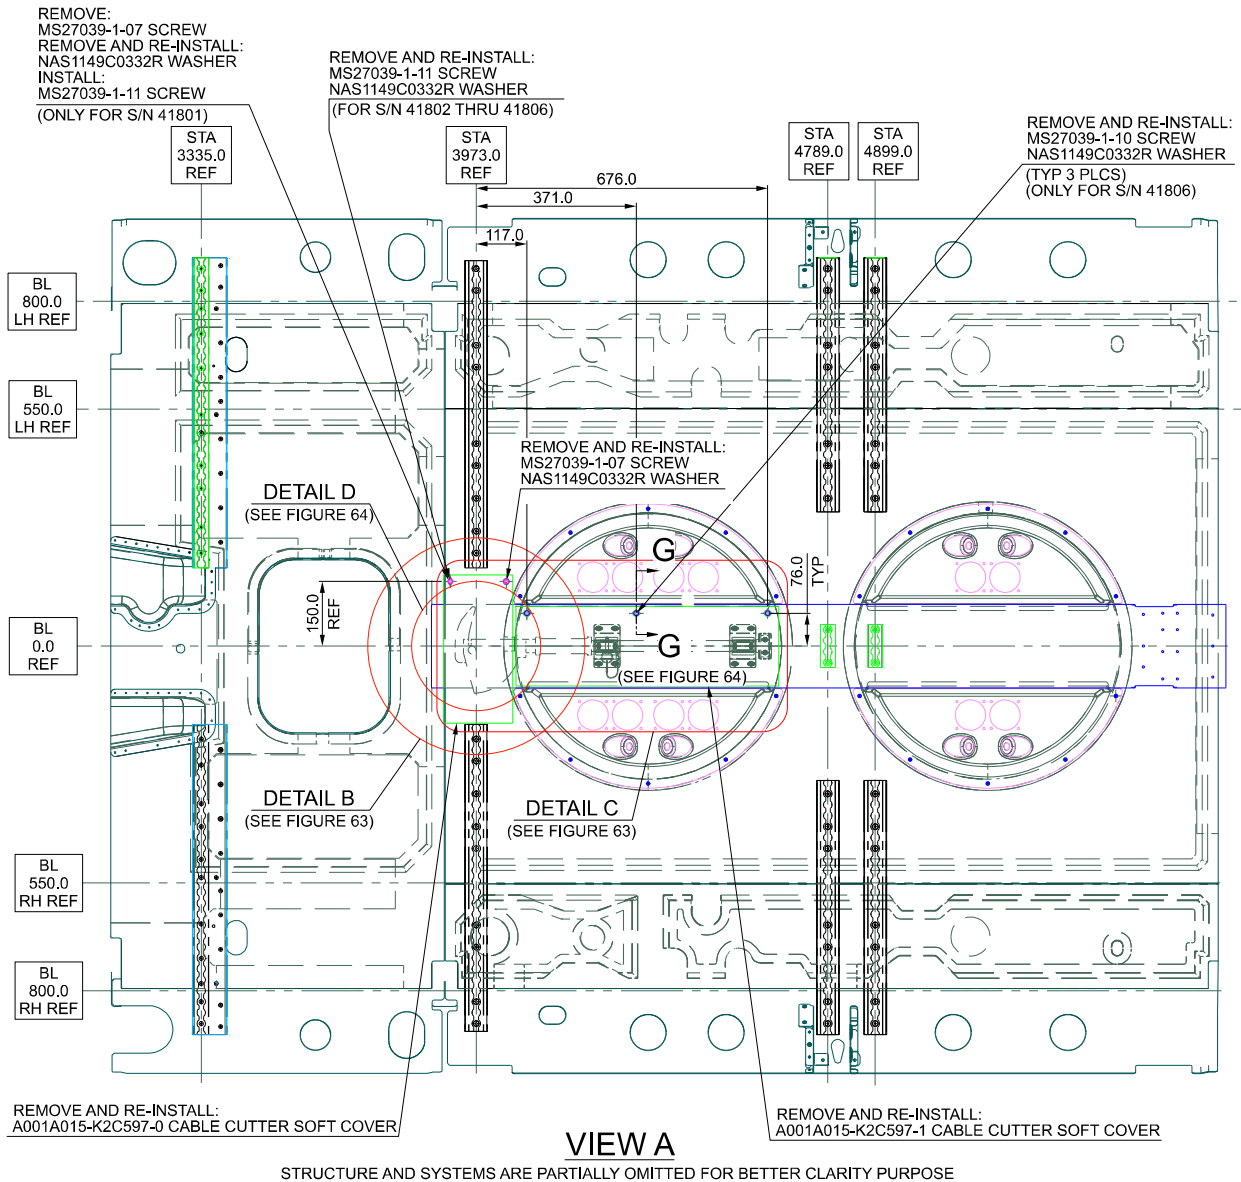 REMOVE:
MS27039-1-07 SCREW
REMOVE AND RE-INSTALL:
NAS1149C0332R WASHER
INSTALL:
MS27039-1-11 SCREW
(ONLY FOR S/N 41801)
REMOVE AND RE-INSTALL:
MS27039-1-11 SCREW
NAS1149C0332R WASHER
(FOR S/N 41802 THRU 41806)
REMOVE AND RE-INSTALL:
MS27039-1-10 SCREW
NAS1149C0332R WASHER
(TYP 3 PLCS)
(ONLY FOR S/N 41806)
STA
3335.0
REF
STA
3973.0
REF
STA
4789.0
REF
STA
4899.0
REF
676.0
371.0
117.0
BL
800.0
LH REF
BL
550.0
LH REF
REMOVE AND RE-INSTALL:
MS27039-1-07 SCREW
NAS1149C0332R WASHER
DETAIL D
(SEE FIGURE 64)
G
76.0
TYP
150.0
REF
BL
0.0
REF
G
(SEE FIGURE 64)
DETAIL B
(SEE FIGURE 63)
DETAIL C
(SEE FIGURE 63)
BL
550.0
RH REF
BL
800.0
RH REF
REMOVE AND RE-INSTALL:
A001A015-K2C597-0 CABLE CUTTER SOFT COVER
REMOVE AND RE-INSTALL:
A001A015-K2C597-1 CABLE CUTTER SOFT COVER
VIEW A
STRUCTURE AND SYSTEMS ARE PARTIALLY OMITTED FOR BETTER CLARITY PURPOSE